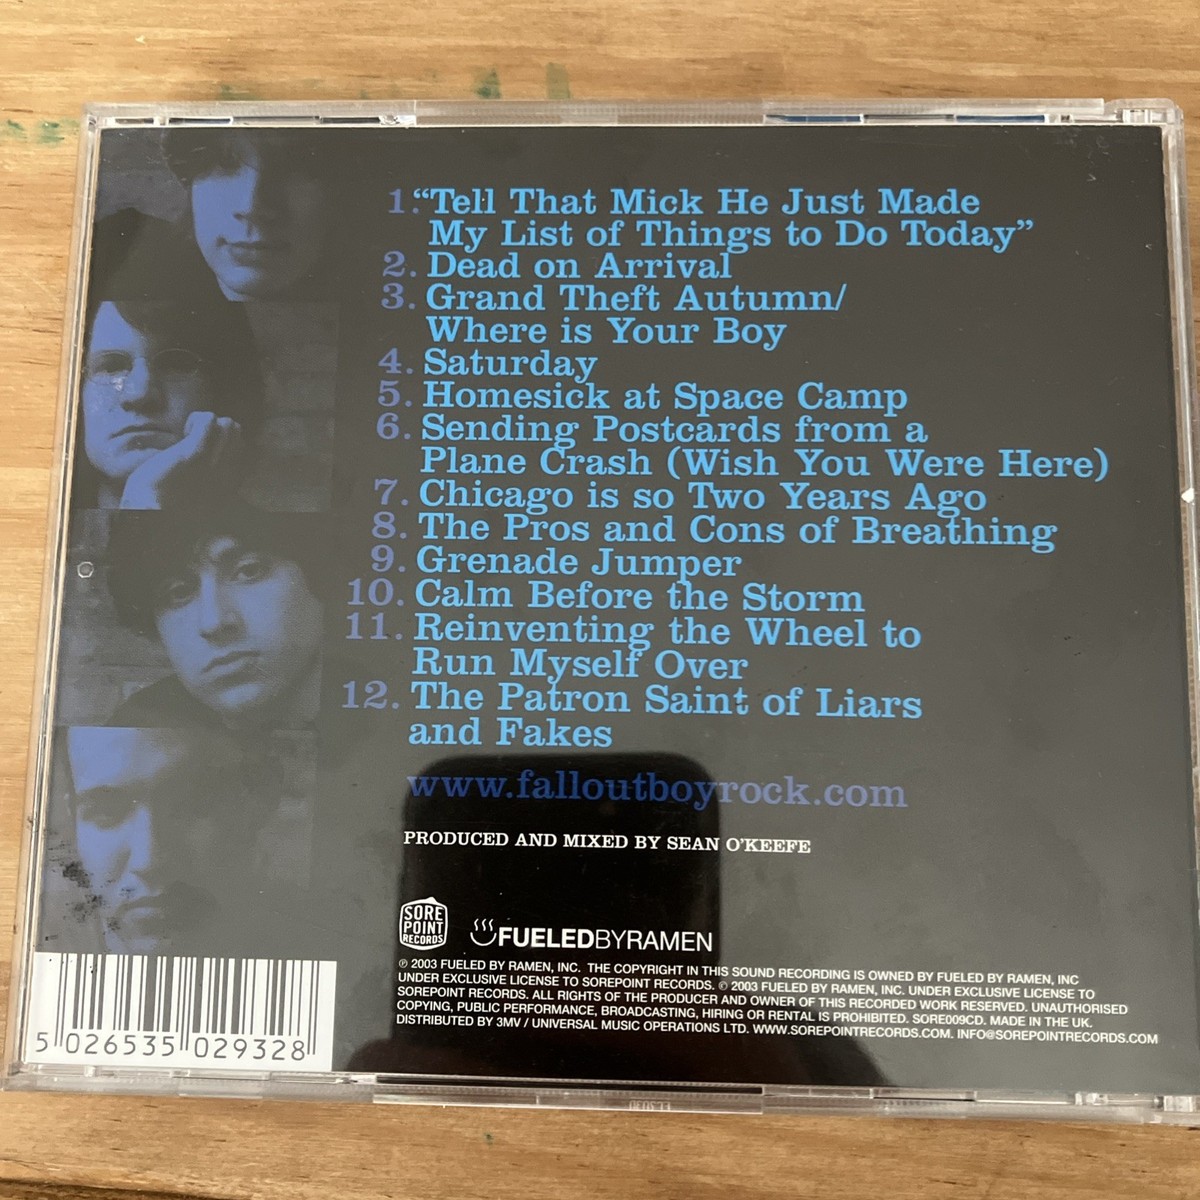 1. “Tell That Mick He Just Made
My List of Things to Do Today”
2. Dead on Arrival
3. Grand Theft Autumn/
Where is Your Boy
4. Saturday
5. Homesick at Space Camp
6. Sending Postcards from a
Plane Crash (Wish You Were Here)
7. Chicago is so Two Years Ago
8. The Pros and Cons of Breathing
9. Grenade Jumper
10. Calm Before the Storm
11. Reinventing the Wheel to
Run Myself Over
12. The Patron Saint of Liars
and Fakes
www.falloutboyrock.com
PRODUCED AND MIXED BY SEAN O'KEEFE
SORE
POINT
RECORDS
FUELEDBYRAMEN
℗ 2003 FUELED BY RAMEN, INC. THE COPYRIGHT IN THIS SOUND RECORDING IS OWNED BY FUELED BY RAMEN, INC
UNDER EXCLUSIVE LICENSE TO SOREPOINT RECORDS. © 2003 FUELED BY RAMEN, INC. UNDER EXCLUSIVE LICENSE TO
SOREPOINT RECORDS. ALL RIGHTS OF THE PRODUCER AND OWNER OF THIS RECORDED WORK RESERVED. UNAUTHORISED
COPYING, PUBLIC PERFORMANCE, BROADCASTING, HIRING OR RENTAL IS PROHIBITED. SORE009CD. MADE IN THE UK.
DISTRIBUTED BY 3MV / UNIVERSAL MUSIC OPERATIONS LTD. WWW.SOREPOINTRECORDS.COM. INFO@SOREPOINTRECORDS.COM
5 026535 029328